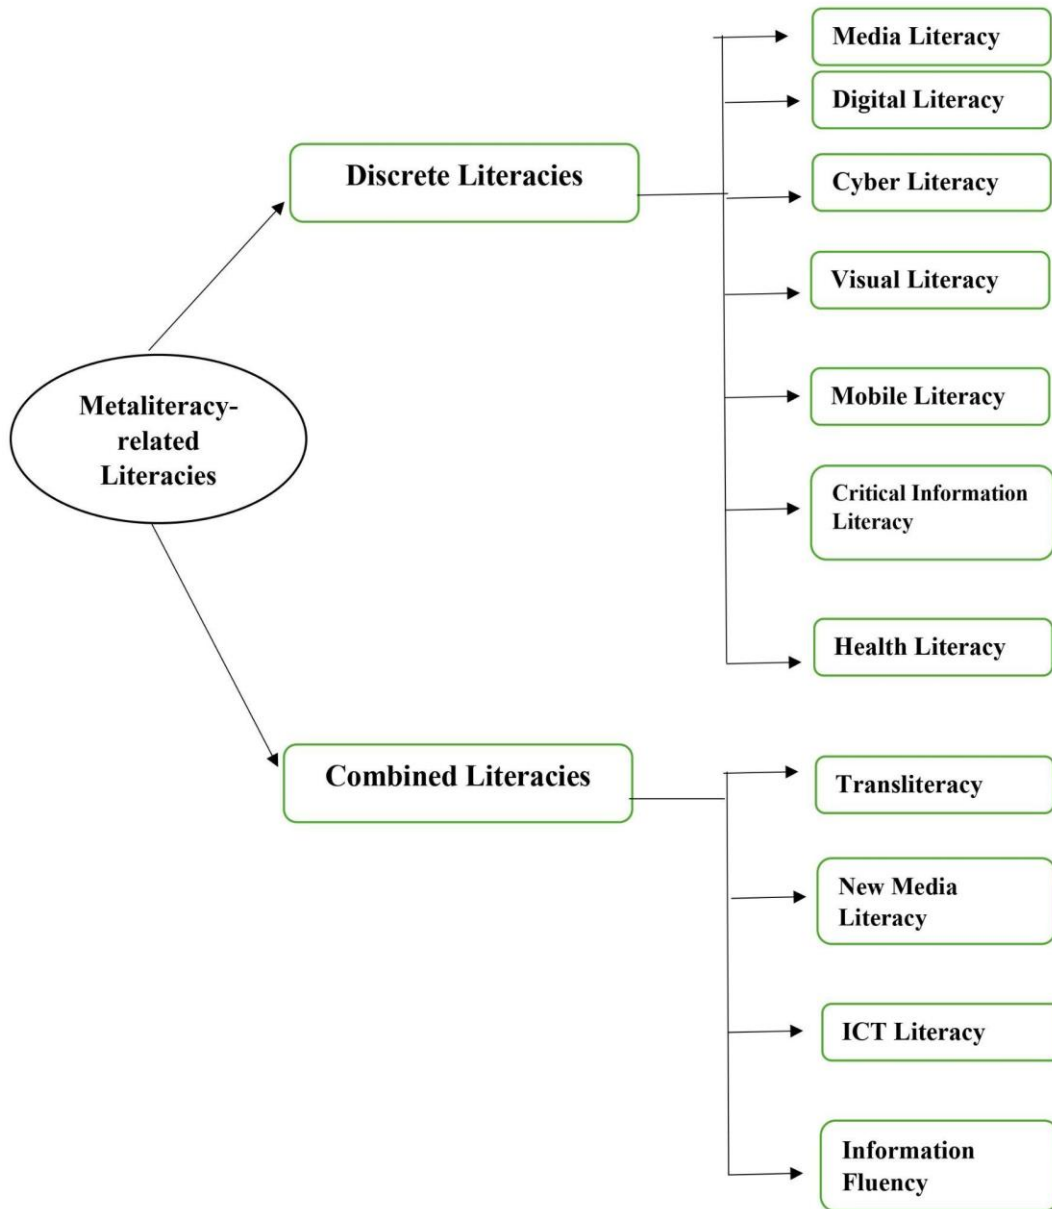 Metaliteracy-
related
Literacies
Discrete Literacies
Media Literacy
Digital Literacy
Cyber Literacy
Visual Literacy
Mobile Literacy
Critical Information
Literacy
Health Literacy
Combined Literacies
Transliteracy
New Media
Literacy
ICT Literacy
Information
Fluency